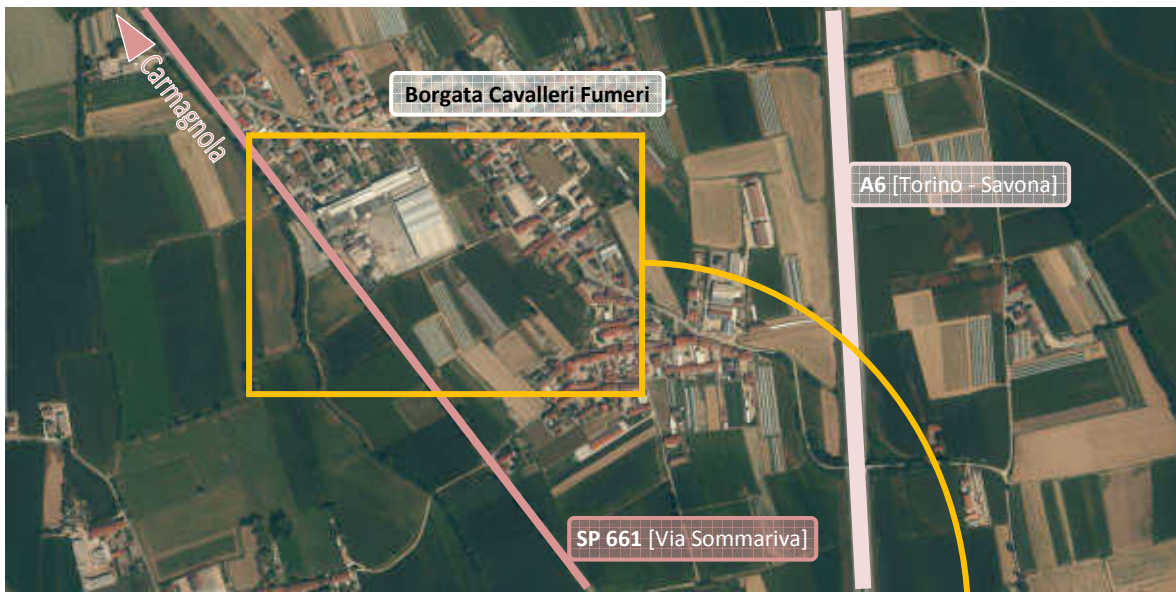 Carmagnola
Borgata Cavalleri Fumeri
A6 [Torino - Savona]
SP 661 [Via Sommariva]